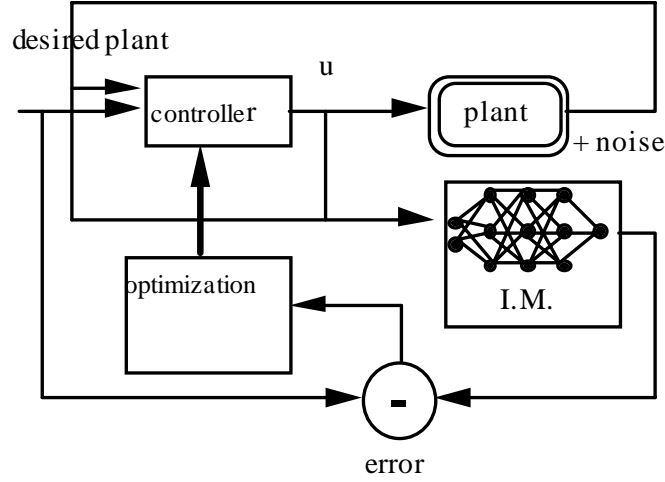 desired plant
u
controller
plant
+ noise
optimization
I.M.
-
error